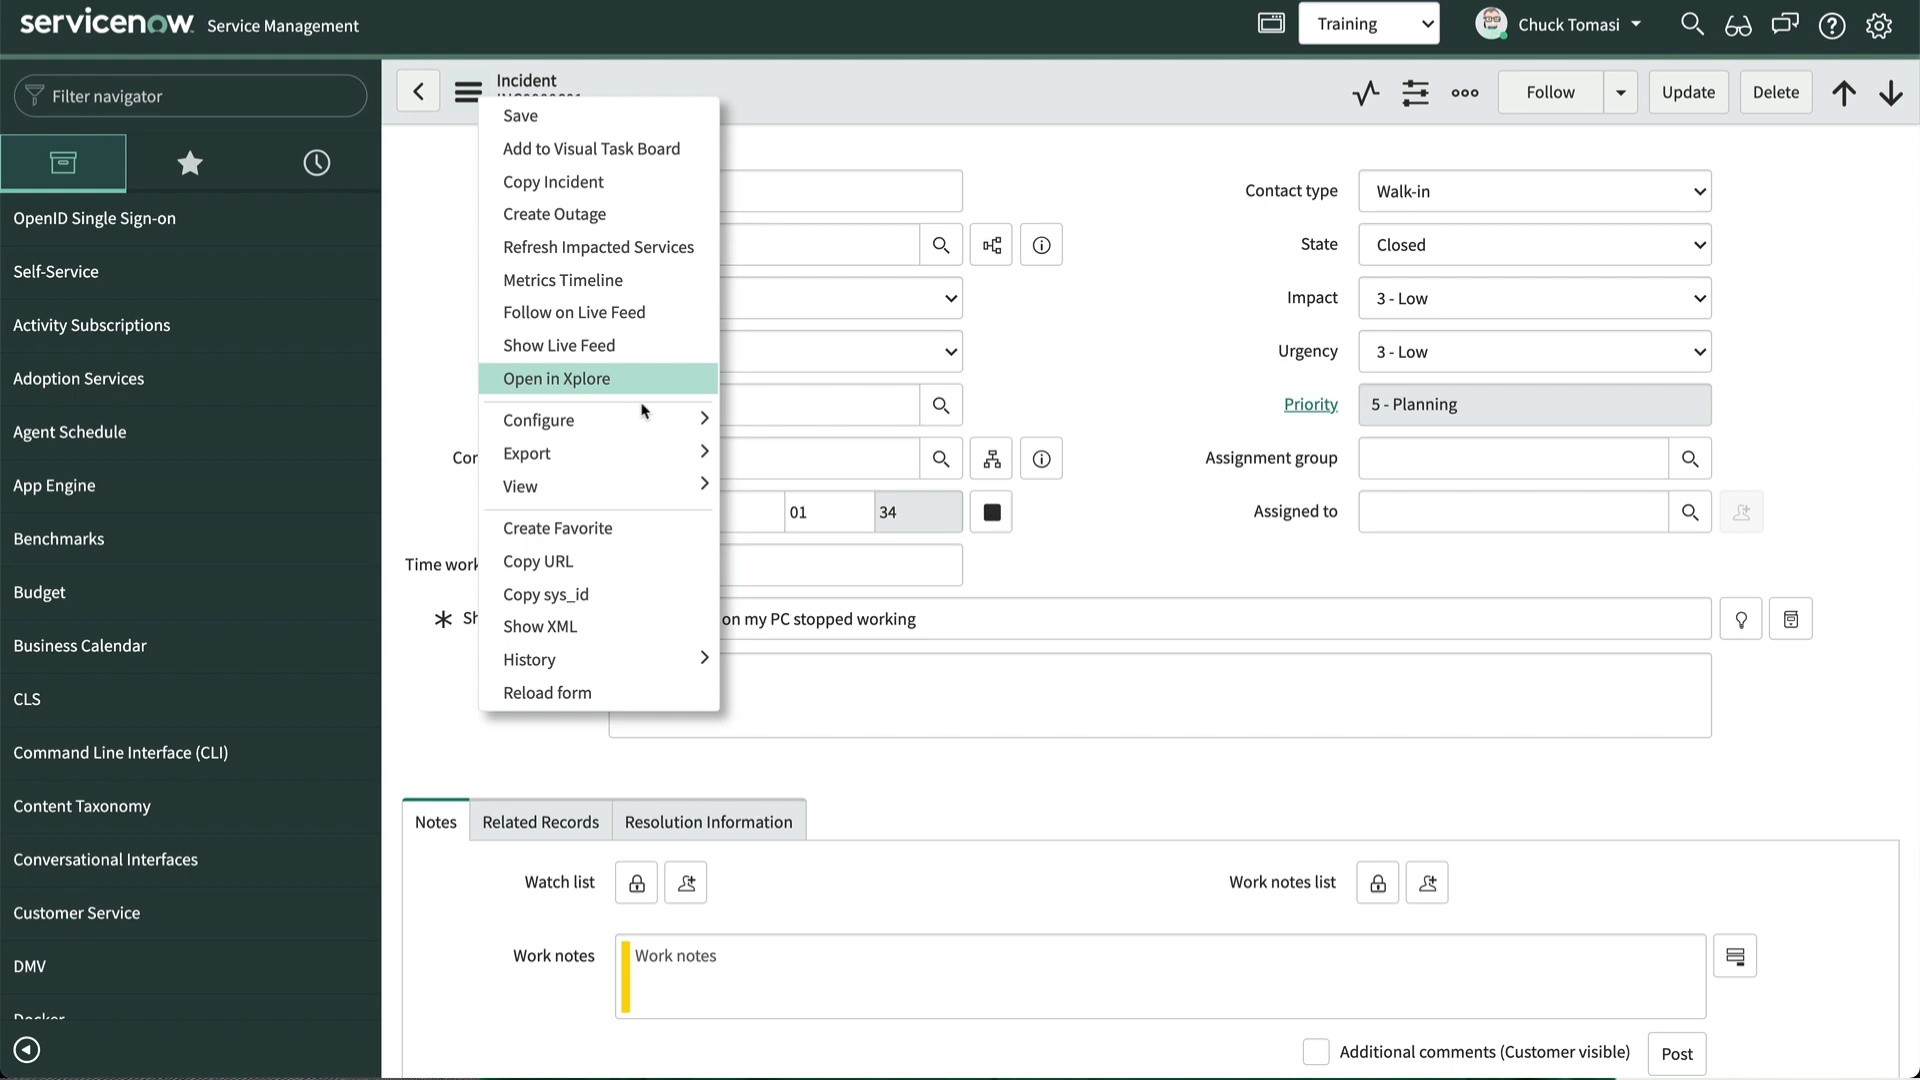 servicenow. Service Management
Training
Chuck Tomasi
Filter navigator
OpenID Single Sign-on
Self-Service
Activity Subscriptions
Adoption Services
Agent Schedule
App Engine
Benchmarks
Budget
Business Calendar
CLS
Command Line Interface (CLI)
Content Taxonomy
Conversational Interfaces
Customer Service
DMV
Docker
Incident
Follow
Update
Delete
Save
Add to Visual Task Board
Copy Incident
Create Outage
Refresh Impacted Services
Metrics Timeline
Follow on Live Feed
Show Live Feed
Open in Xplore
Configure
Export
View
Create Favorite
Copy URL
Copy sys_id
Show XML
History
Reload form
Cor
01 34
Time work
Sh on my PC stopped working
Contact type Walk-in
State Closed
Impact 3 - Low
Urgency 3 - Low
Priority 5 - Planning
Assignment group
Assigned to
Notes Related Records Resolution Information
Watch list Work notes list
Work notes Work notes
Additional comments (Customer visible) Post